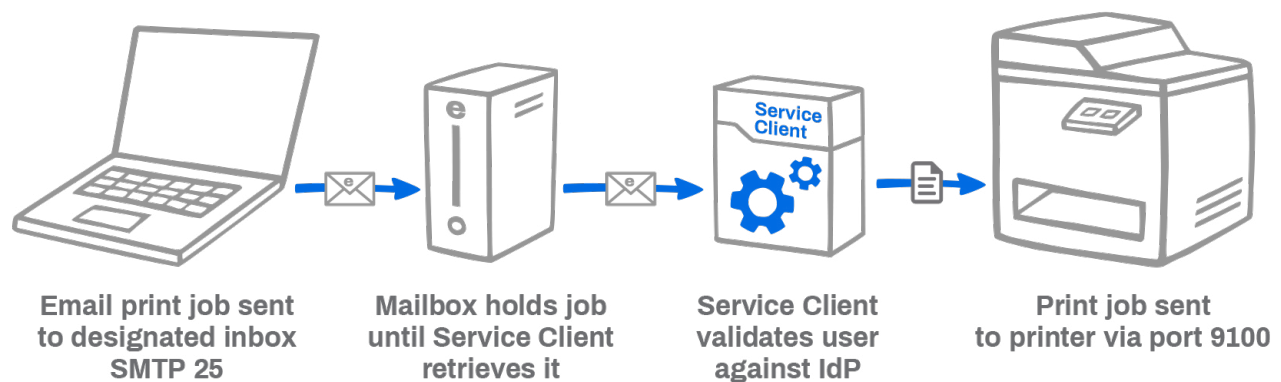 Service
Client
e
e
e
Email print job sent
to designated inbox
SMTP 25
Mailbox holds job
until Service Client
retrieves it
Service Client
validates user
against IdP
Print job sent
to printer via port 9100